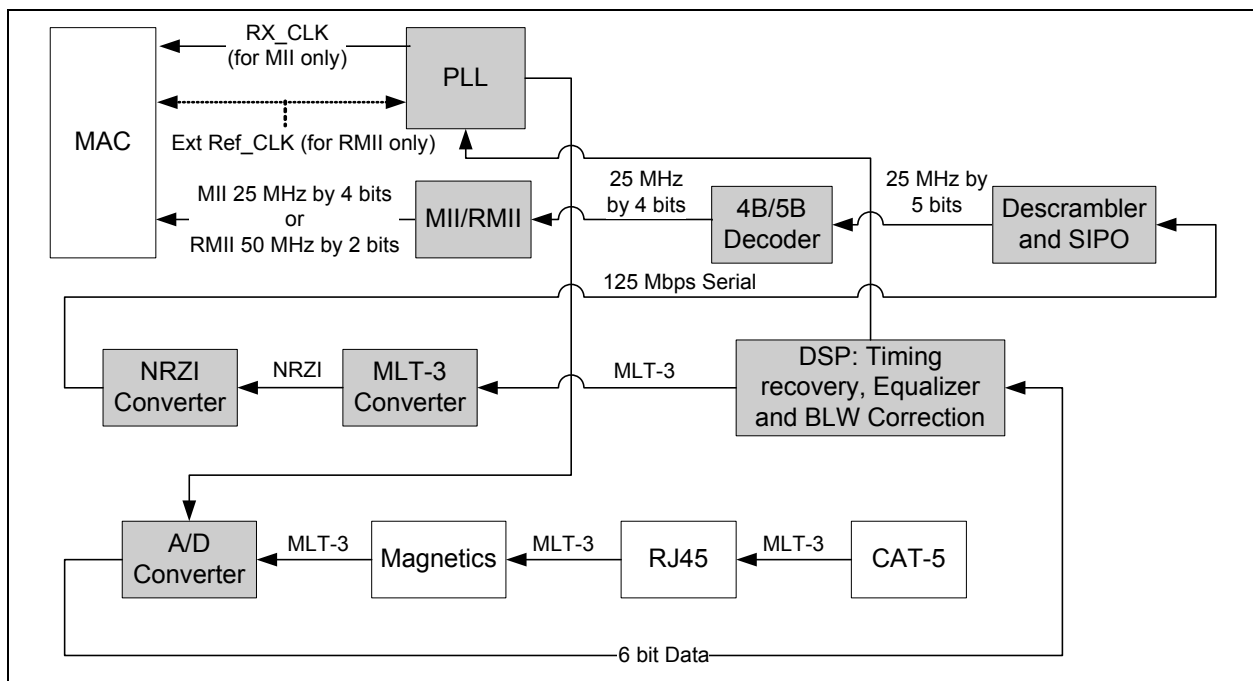 RX_CLK
(for MII only)
PLL
MAC
Ext Ref_CLK (for RMII only)
MII 25 MHz by 4 bits
or
RMII 50 MHz by 2 bits
MII/RMII
25 MHz
by 4 bits
4B/5B
Decoder
25 MHz by
5 bits
Descrambler
and SIPO
125 Mbps Serial
NRZI
Converter
NRZI
MLT-3
Converter
MLT-3
DSP: Timing
recovery, Equalizer
and BLW Correction
A/D
Converter
MLT-3
Magnetics
MLT-3
RJ45
MLT-3
CAT-5
6 bit Data